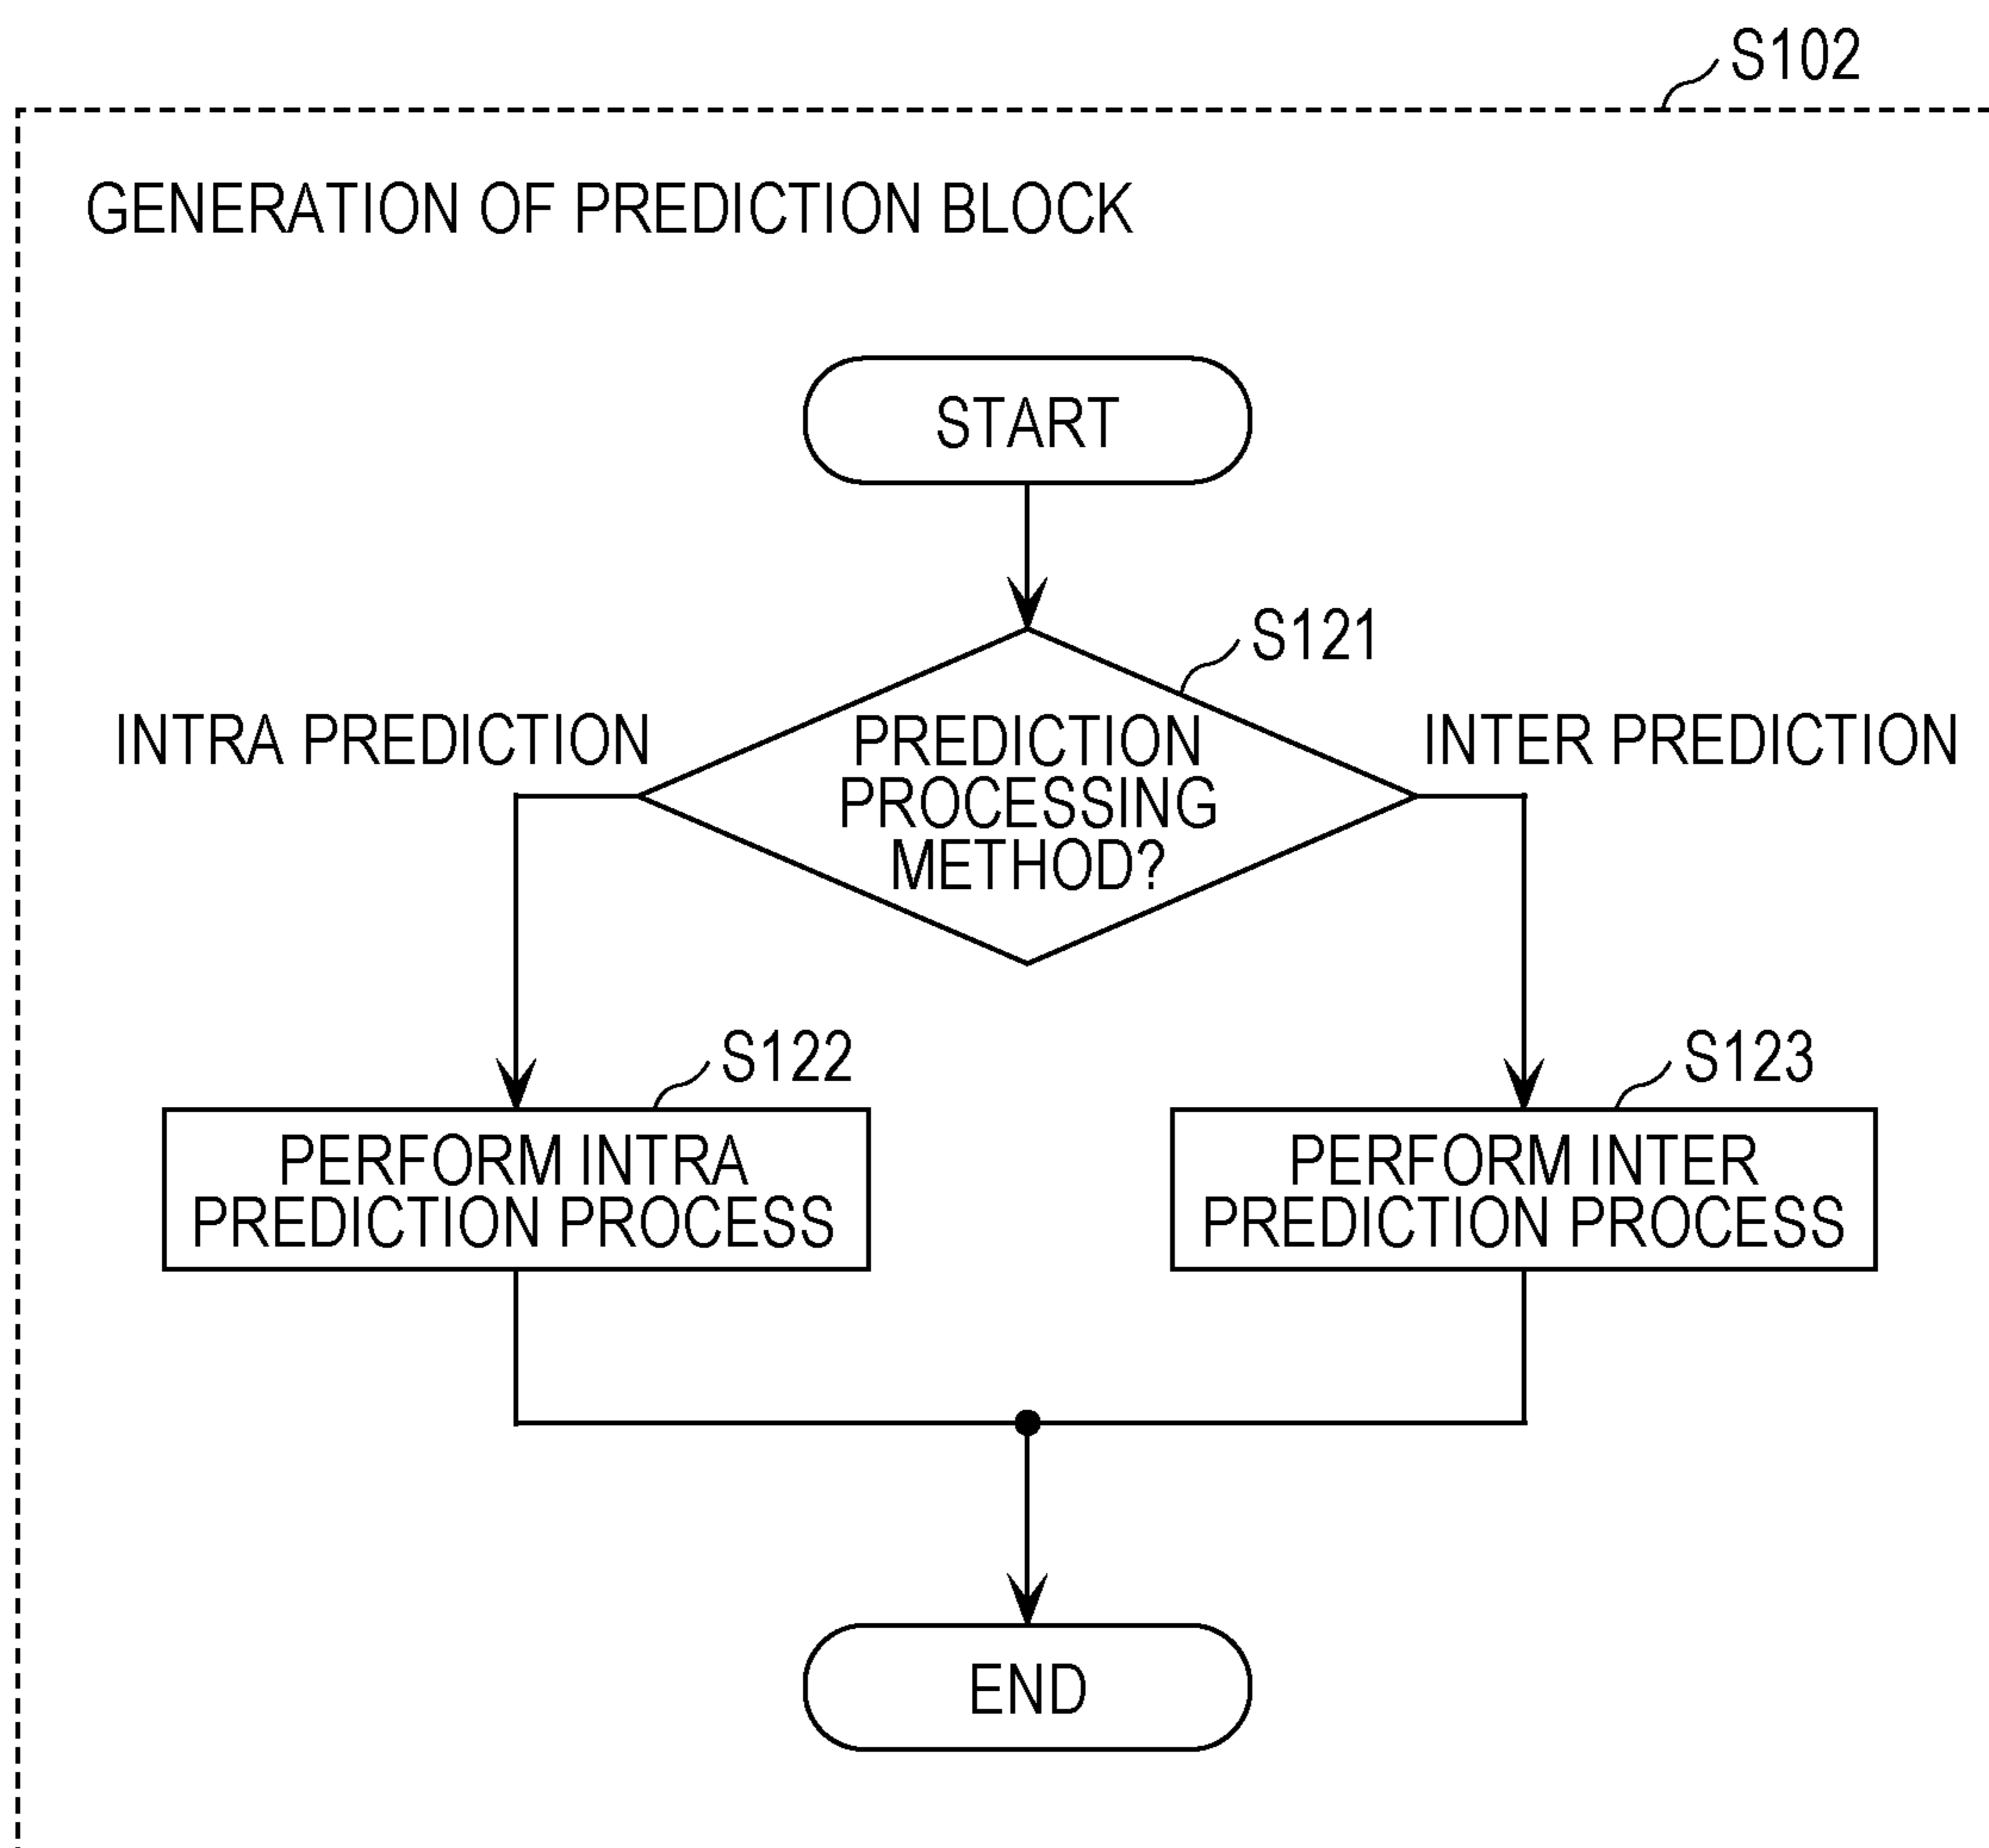 S102
GENERATION OF PREDICTION BLOCK
START
S121
INTRA PREDICTION
PREDICTION
PROCESSING
METHOD?
INTER PREDICTION
S122
PERFORM INTRA
PREDICTION PROCESS
S123
PERFORM INTER
PREDICTION PROCESS
END